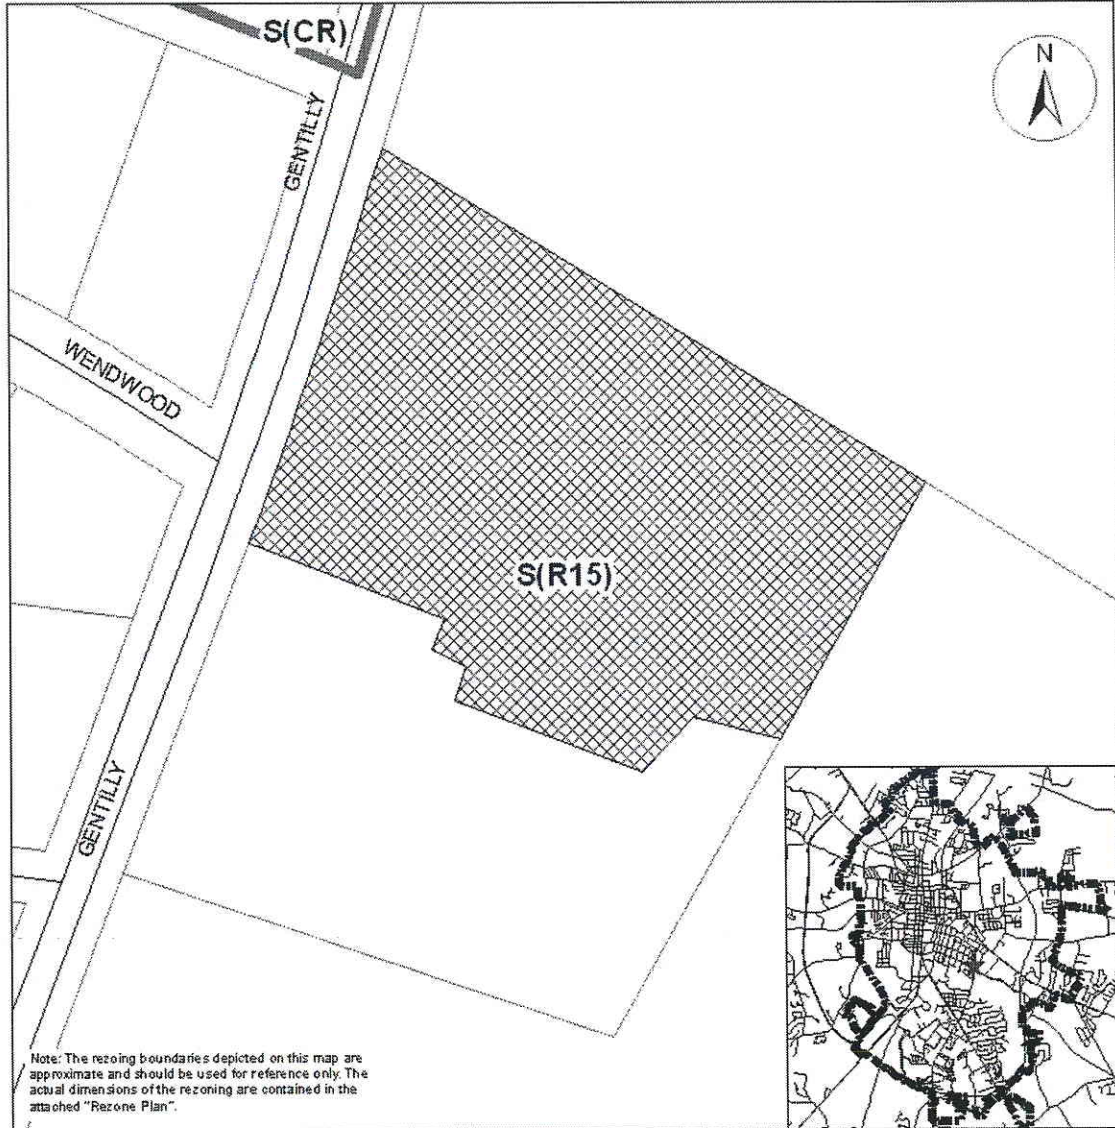 S(CR)
N
GENTILLY
WENDWOOD
S(R15)
GENTILLY
Note: The rezoing boundaries depicted on this map are
approximate and should be used for reference only. The
actual dimensions of the rezoning are contained in the
attached "Rezone Plan".